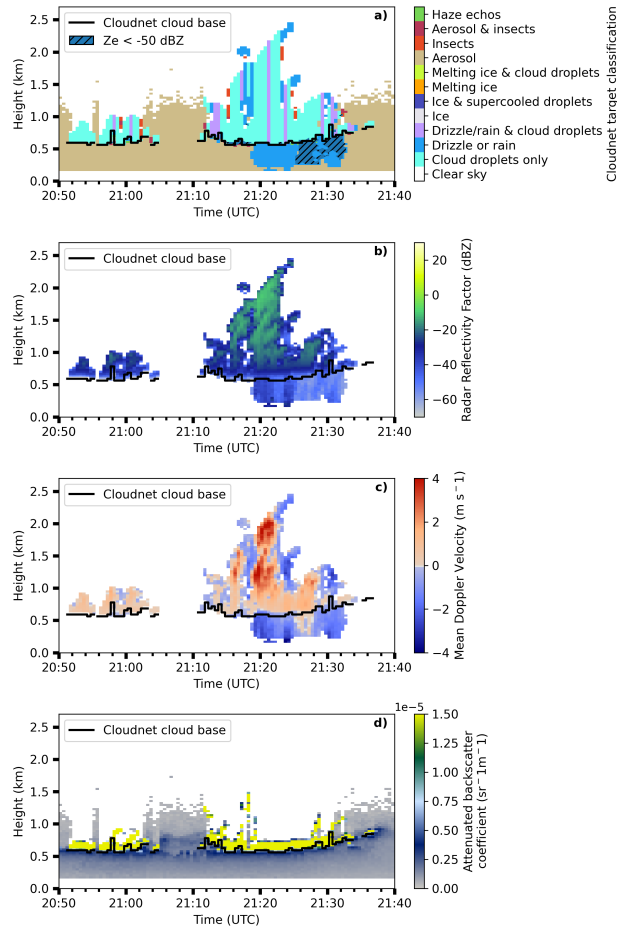 a)
Cloudnet cloud base
Ze < -50 dBZ
2.5
2.0
1.5
1.0
0.5
0.0
Height (km)
20:50 21:00 21:10 21:20 21:30 21:40
Time (UTC)
Haze echos
Aerosol & insects
Insects
Aerosol
Melting ice & cloud droplets
Melting ice
Ice & supercooled droplets
Ice
Drizzle/rain & cloud droplets
Drizzle or rain
Cloud droplets only
Clear sky
Cloudnet target classification
b)
Cloudnet cloud base
2.5
2.0
1.5
1.0
0.5
0.0
Height (km)
20:50 21:00 21:10 21:20 21:30 21:40
Time (UTC)
20
0
−20
−40
−60
Radar Reflectivity Factor (dBZ)
c)
Cloudnet cloud base
2.5
2.0
1.5
1.0
0.5
0.0
Height (km)
20:50 21:00 21:10 21:20 21:30 21:40
Time (UTC)
4
2
0
−2
−4
Mean Doppler Velocity (m s⁻1)
d)
Cloudnet cloud base
2.5
2.0
1.5
1.0
0.5
0.0
Height (km)
20:50 21:00 21:10 21:20 21:30 21:40
Time (UTC)
1e−5
1.50
1.25
1.00
0.75
0.50
0.25
0.00
Attenuated backscatter
coefficient (sr⁻1m⁻1)